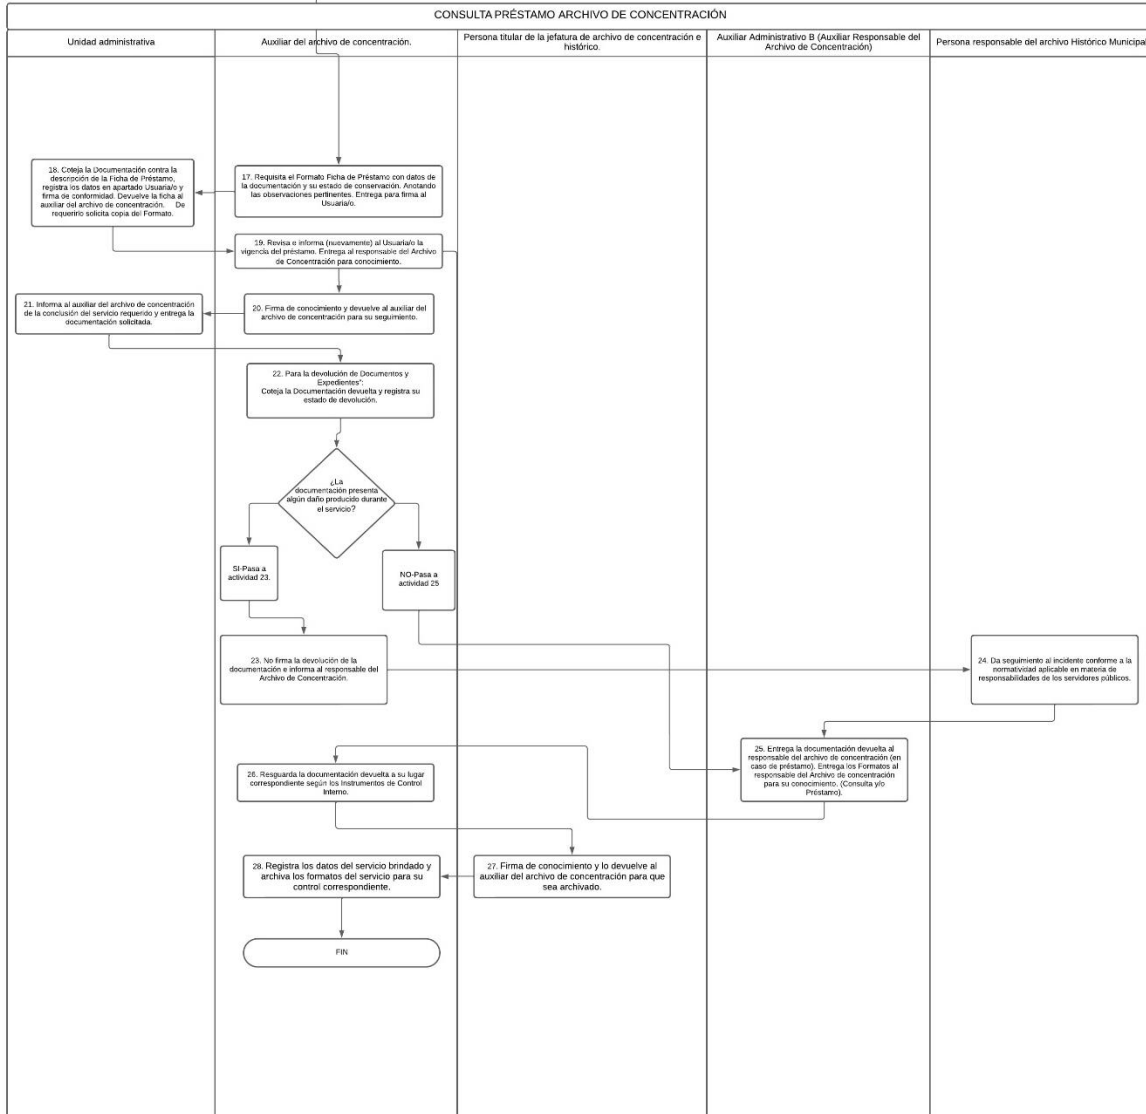 CONSULTA PRÉSTAMO ARCHIVO DE CONCENTRACIÓN
Unidad administrativa
Auxiliar del archivo de concentración.
Persona titular de la jefatura de archivo de concentración e
histórico.
Auxiliar Administrativo B (Auxiliar Responsable del
Archivo de Concentración)
Persona responsable del archivo Histórico Municipal
18. Coteja la Documentación contra la
descripción de la Ficha de Préstamo,
registra los datos en apartado Usuaria/o y
firma de conformidad. Devuelve la ficha al
auxiliar del archivo de concentración. De
requerirlo solicita copia del Formato.
17. Requisita el Formato Ficha de Préstamo con datos de
la documentación y su estado de conservación. Anotando
las observaciones pertinentes. Entrega para firma al
Usuaria/o.
19. Revisa e informa (nuevamente) al Usuaria/o la
vigencia del préstamo. Entrega al responsable del Archivo
de Concentración para conocimiento.
21. Informa al auxiliar del archivo de concentración
de la conclusión del servicio requerido y entrega la
documentación solicitada.
20. Firma de conocimiento y devuelve al auxiliar del
archivo de concentración para su seguimiento.
22. Para la devolución de Documentos y
Expedientes":
Coteja la Documentación devuelta y registra su
estado de devolución.
¿La
documentación presenta
algún daño producido durante
el servicio?
SI-Pasa a
actividad 23.
NO-Pasa a
actividad 25
23. No firma la devolución de la
documentación e informa al responsable del
Archivo de Concentración.
24. Da seguimiento al incidente conforme a la
normatividad aplicable en materia de
responsabilidades de los servidores públicos.
25. Entrega la documentación devuelta al
responsable del archivo de concentración (en
caso de préstamo). Entrega los Formatos al
responsable del Archivo de concentración
para su conocimiento. (Consulta y/o
Préstamo).
26. Resguarda la documentación devuelta a su lugar
correspondiente según los Instrumentos de Control
Interno.
28. Registra los datos del servicio brindado y
archiva los formatos del servicio para su
control correspondiente.
27. Firma de conocimiento y lo devuelve al
auxiliar del archivo de concentración para que
sea archivado.
FIN